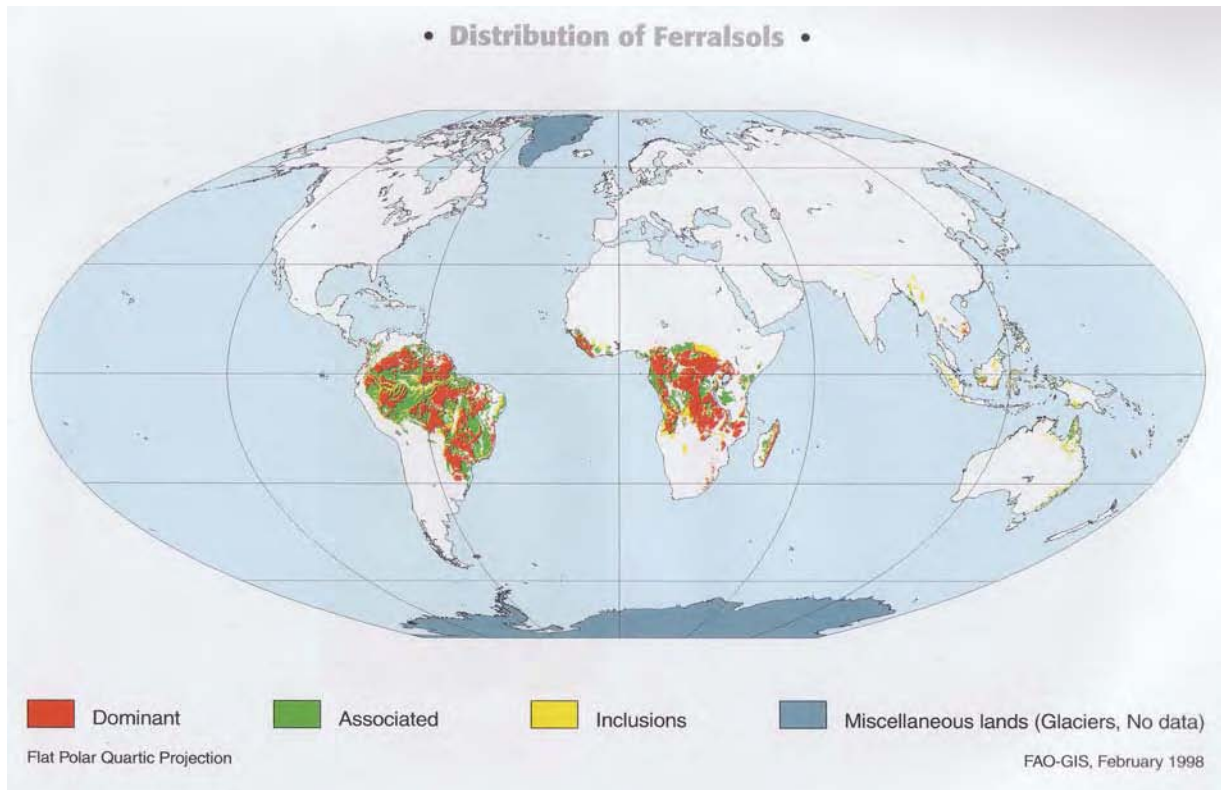 • Distribution of Ferralsols •
Dominant
Associated
Inclusions
Miscellaneous lands (Glaciers, No data)
Flat Polar Quartic Projection
FAO-GIS, February 1998